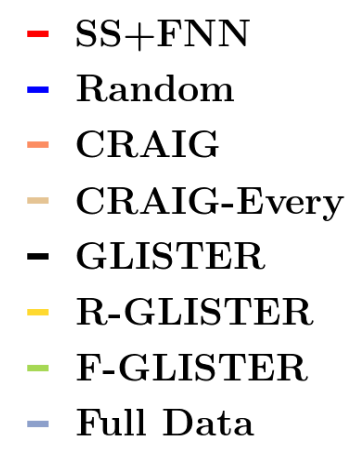 SS+FNN
Random
CRAIG
CRAIG-Every
GLISTER
R-GLISTER
F-GLISTER
Full Data